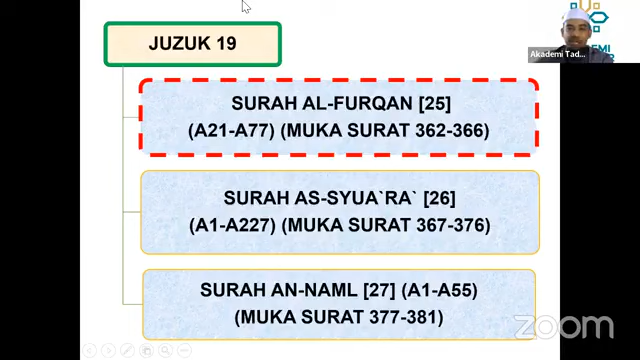 JUZUK 19
SURAH AL-FURQAN [25]
(A21-A77) (MUKA SURAT 362-366)
SURAH AS-SYUA`RA` [26]
(A1-A227) (MUKA SURAT 367-376)
SURAH AN-NAML [27] (A1-A55)
(MUKA SURAT 377-381)
Akademi Tad...
zoom